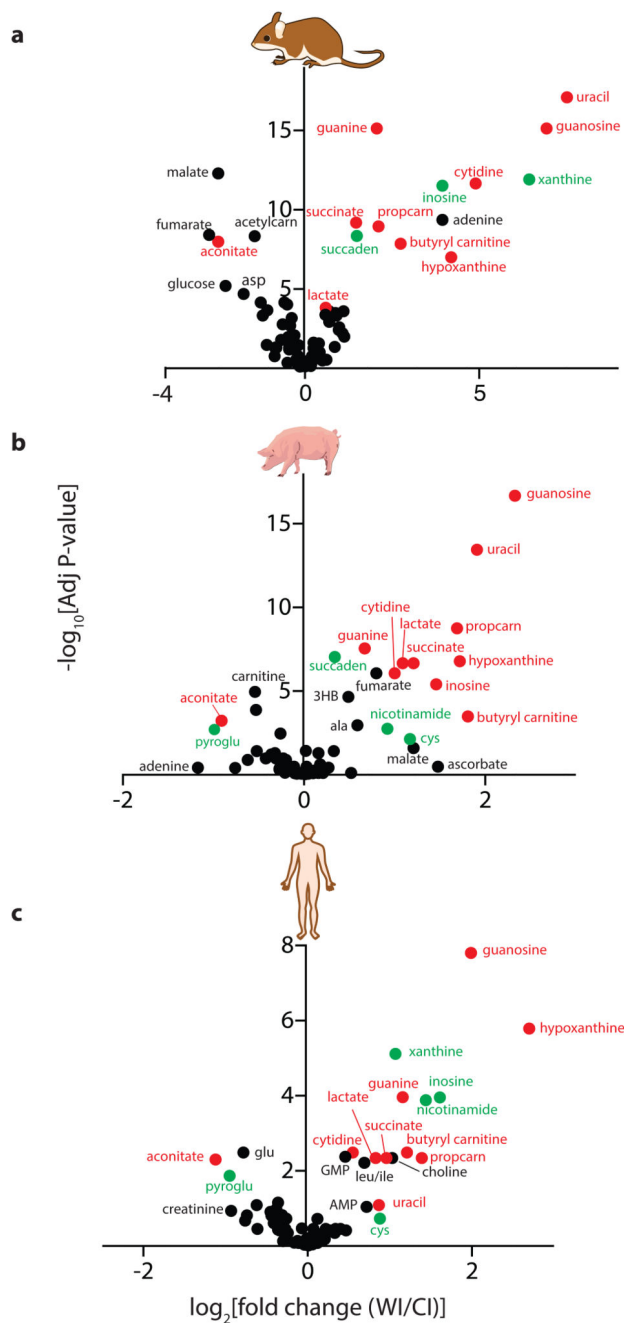 a
uracil
guanine
guanosine
15
malate
cytidine
xanthine
inosine
10
succinate
propcarn
adenine
fumarate
acetylcarn
aconitate
succaden
butyryl carnitine
hypoxanthine
glucose
asp
5
lactate
-4
0
5
b
guanosine
15
uracil
-log10[Adj P-value]
10
cytidine
lactate
propcarn
guanine
succinate
succaden
hypoxanthine
fumarate
carnitine
5
3HB
inosine
aconitate
ala
nicotinamide
butyryl carnitine
pyroglu
cys
adenine
malate
ascorbate
-2
0
2
c
8
guanosine
6
hypoxanthine
xanthine
4
guanine
inosine
nicotinamide
lactate
succinate
cytidine
butyryl carnitine
glu
aconitate
propcarn
GMP
choline
leu/ile
2
pyroglu
creatinine
AMP
uracil
cys
0
-2
0
2
log2[fold change (WI/CI)]